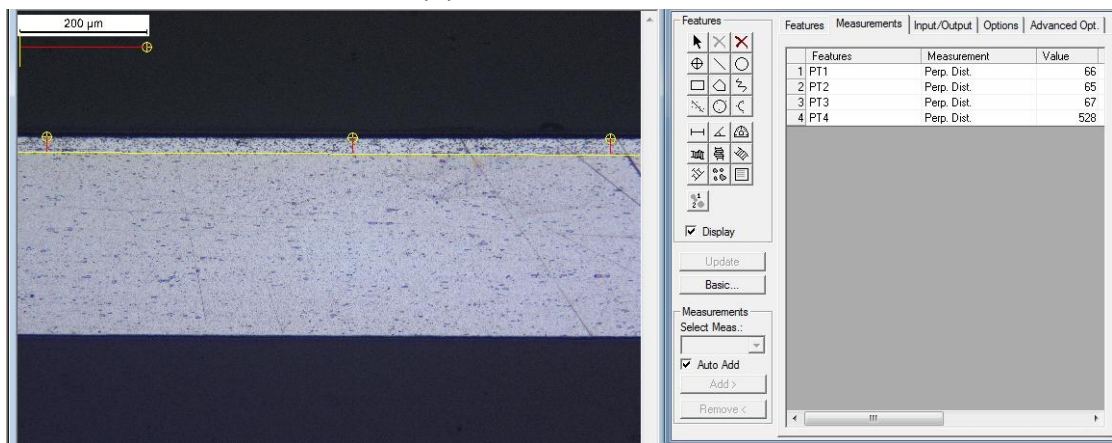 200 µm
Features
Display
Update
Basic...
Measurements
Select Meas.:
Auto Add
Add >
Remove <
Features Measurements Input/Output Options Advanced Opt.
Features Measurement Value
1 PT1 Perp. Dist. 66
2 PT2 Perp. Dist. 65
3 PT3 Perp. Dist. 67
4 PT4 Perp. Dist. 528